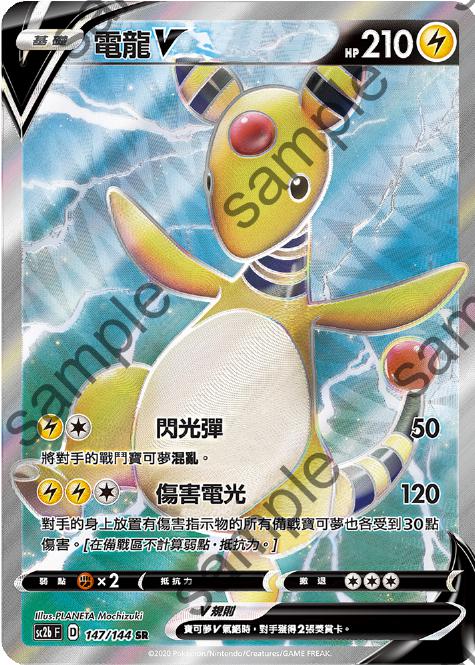 基礎 電龍V HP210
閃光彈 50
將對手的戰鬥寶可夢混亂。
傷害電光 120
對手的身上放置有傷害指示物的所有備戰寶可夢也各受到30點
傷害。[在備戰區不計算弱點・抵抗力。]
弱點 ×2 抵抗力 撤退
Illus.PLANETA Mochizuki
sc2b F D 147/144 SR
V規則
寶可夢V氣絕時，對手獲得2張獎賞卡。
©2020 Pokémon/Nintendo/Creatures/GAME FREAK.
sample
sample
sample
sample
sample
sample